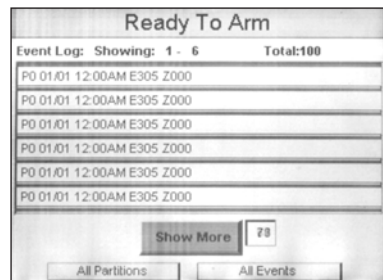 Ready To Arm
Event Log: Showing: 1 - 6 Total:100
P0 01/01 12:00AM E305 Z000
P0 01/01 12:00AM E305 Z000
P0 01/01 12:00AM E305 Z000
P0 01/01 12:00AM E305 Z000
P0 01/01 12:00AM E305 Z000
P0 01/01 12:00AM E305 Z000
Show More
All Partitions All Events